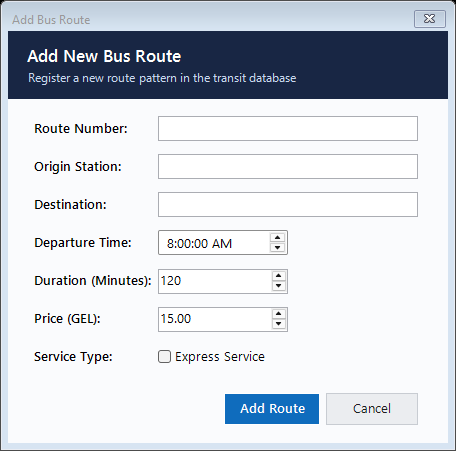 Add Bus Route
Add New Bus Route
Register a new route pattern in the transit database
Route Number:
Origin Station:
Destination:
Departure Time: 8:00:00 AM
Duration (Minutes): 120
Price (GEL): 15.00
Service Type: Express Service
Add Route Cancel